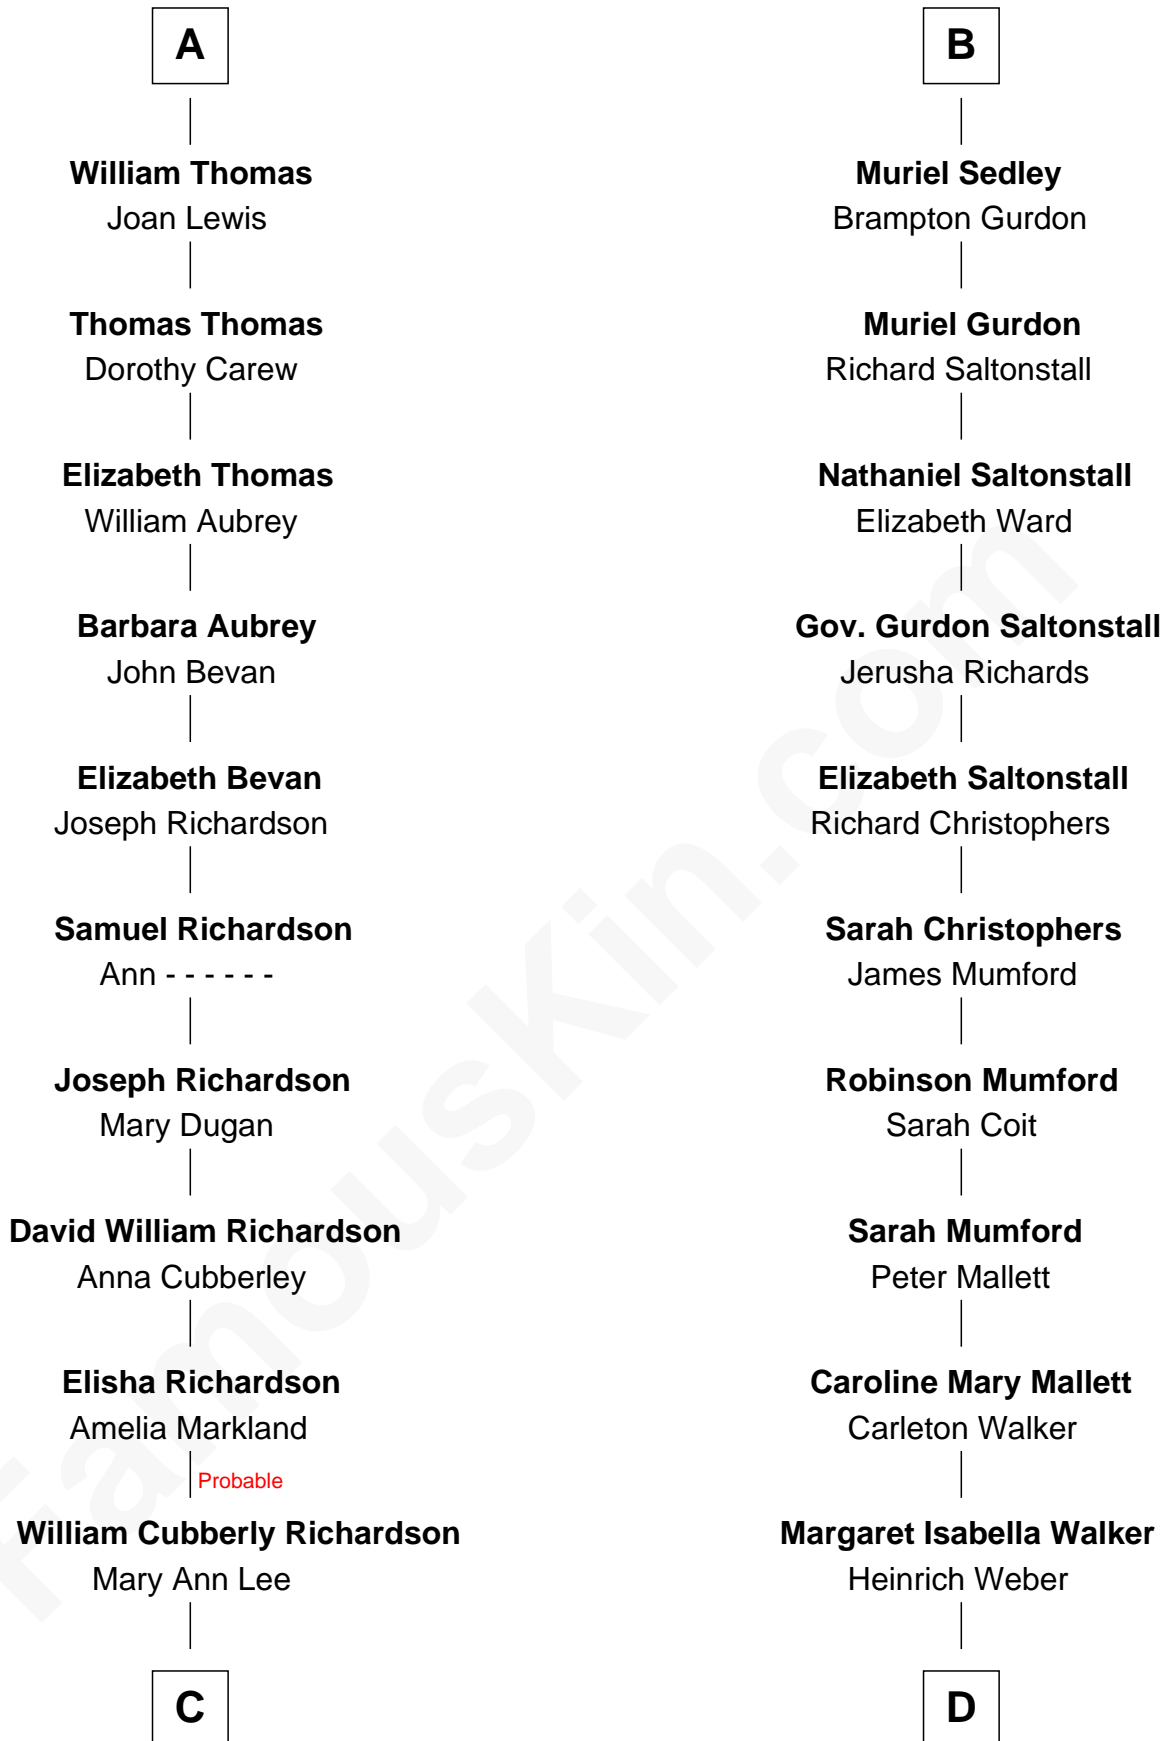 A
William Thomas
Joan Lewis
Thomas Thomas
Dorothy Carew
Elizabeth Thomas
William Aubrey
Barbara Aubrey
John Bevan
Elizabeth Bevan
Joseph Richardson
Samuel Richardson
Ann - - - - - -
Joseph Richardson
Mary Dugan
David William Richardson
Anna Cubberley
Elisha Richardson
Amelia Markland
Probable
William Cubberly Richardson
Mary Ann Lee
C
B
Muriel Sedley
Brampton Gurdon
Muriel Gurdon
Richard Saltonstall
Nathaniel Saltonstall
Elizabeth Ward
Gov. Gurdon Saltonstall
Jerusha Richards
Elizabeth Saltonstall
Richard Christophers
Sarah Christophers
James Mumford
Robinson Mumford
Sarah Coit
Sarah Mumford
Peter Mallett
Caroline Mary Mallett
Carleton Walker
Margaret Isabella Walker
Heinrich Weber
D
FamousKin.com